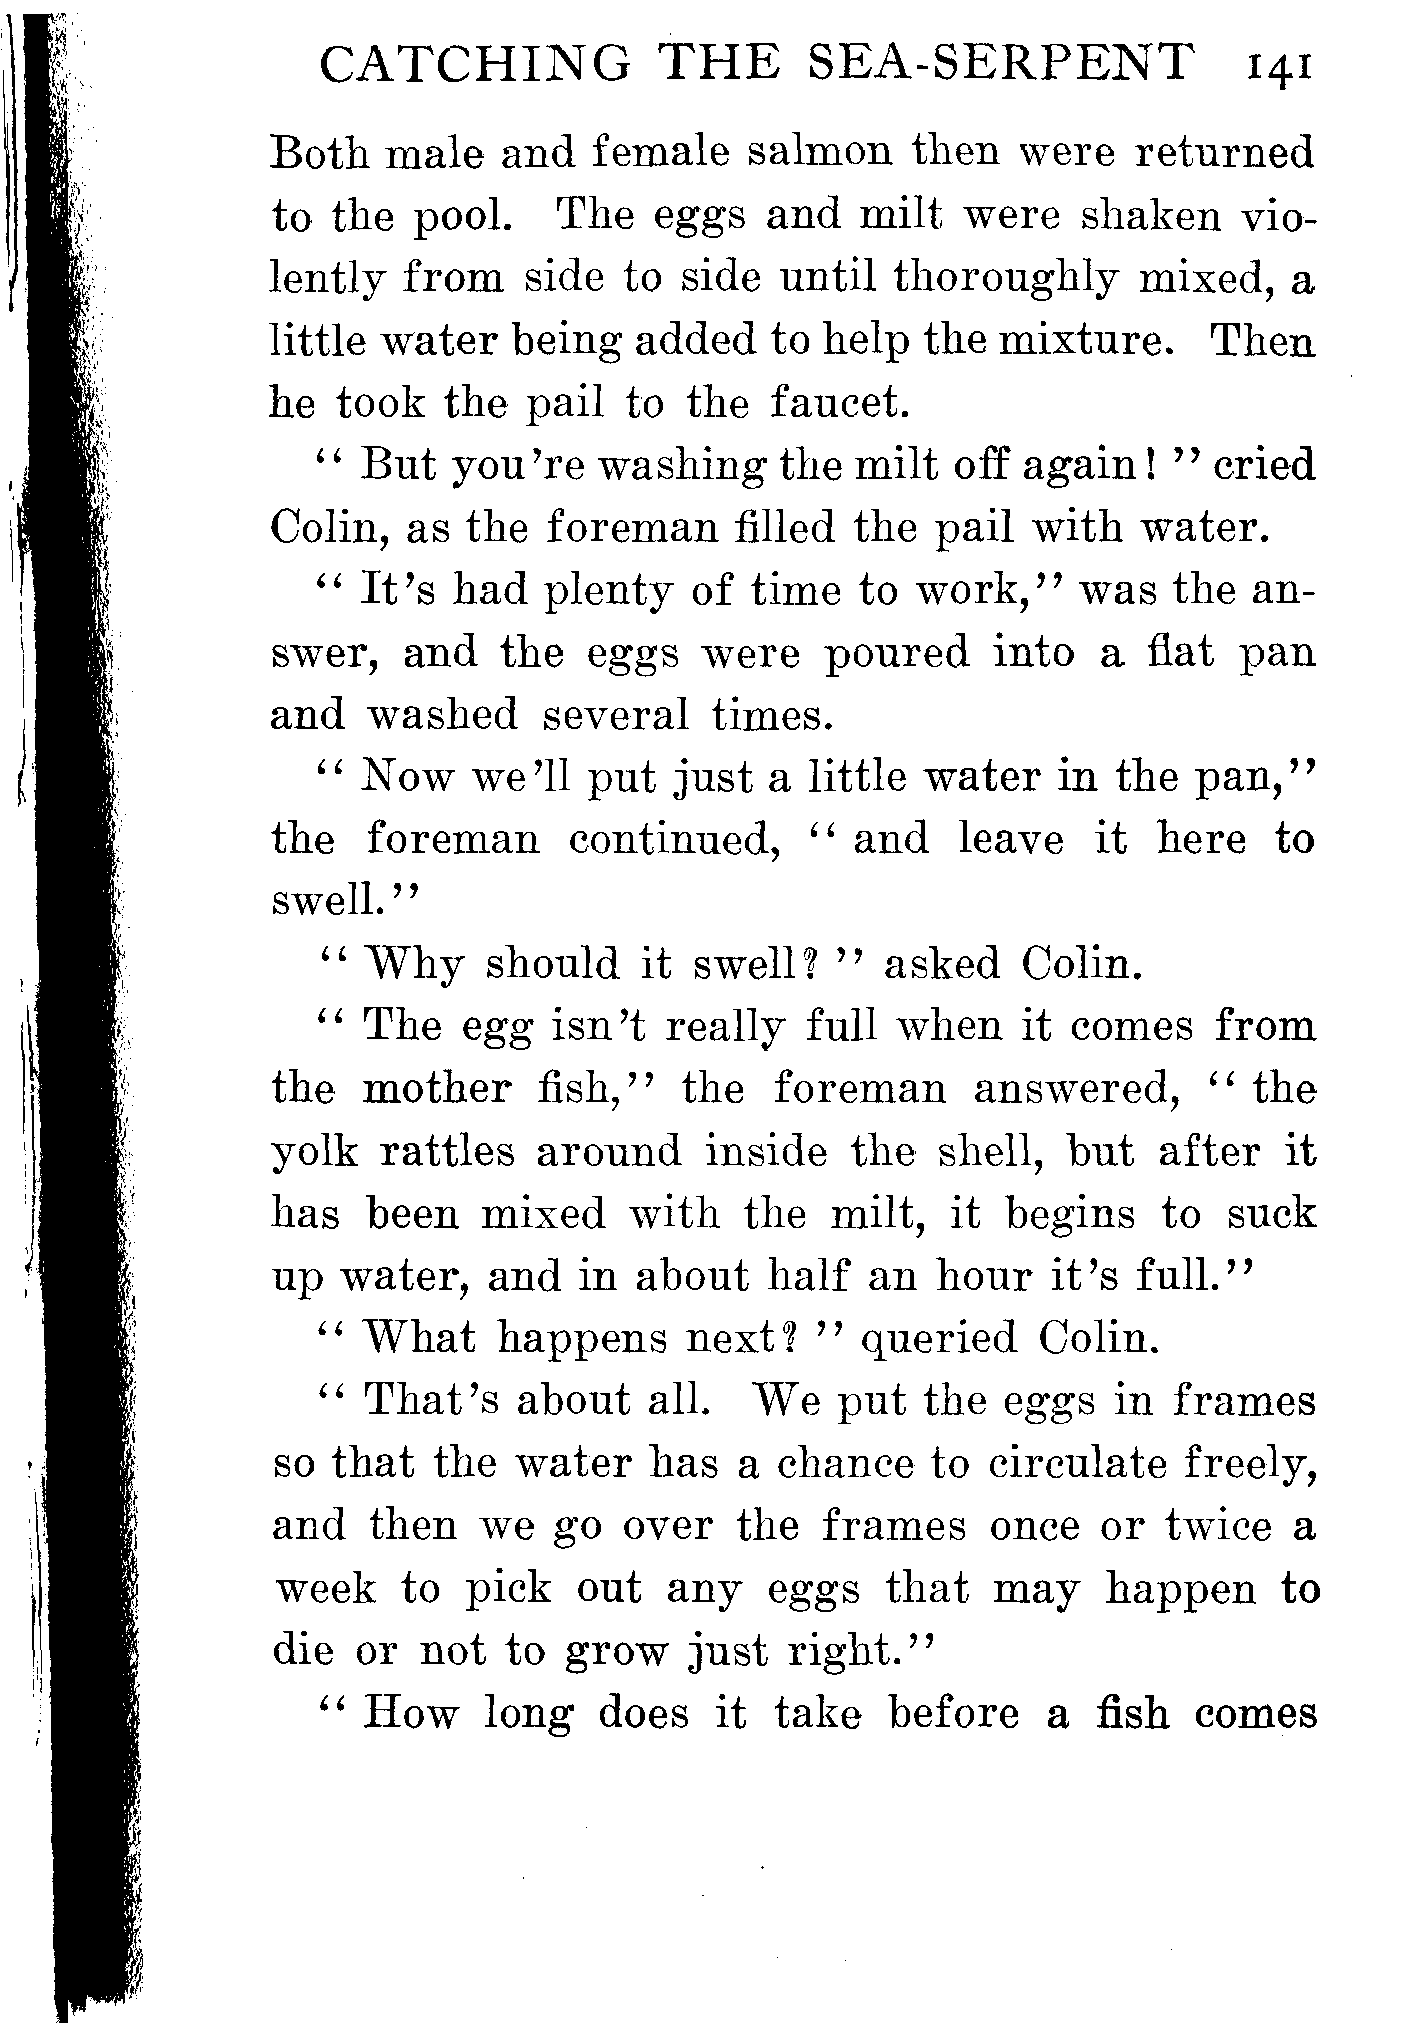 CATCHING THE SEA-SERPENT 141
Both male and female salmon then were returned
to the pool. The eggs and milt were shaken vio-
lently from side to side until thoroughly mixed, a
little water being added to help the mixture. Then
he took the pail to the faucet.
“ But you’re washing the milt off again! ” cried
Colin, as the foreman filled the pail with water.
“ It’s had plenty of time to work,” was the an-
swer, and the eggs were poured into a flat pan
and washed several times.
“ Now we’ll put just a little water in the pan,”
the foreman continued, “ and leave it here to
swell.”
“ Why should it swell? ” asked Colin.
“ The egg isn’t really full when it comes from
the mother fish,” the foreman answered, “ the
yolk rattles around inside the shell, but after it
has been mixed with the milt, it begins to suck
up water, and in about half an hour it’s full.”
“ What happens next? ” queried Colin.
“ That’s about all. We put the eggs in frames
so that the water has a chance to circulate freely,
and then we go over the frames once or twice a
week to pick out any eggs that may happen to
die or not to grow just right.”
“ How long does it take before a fish comes